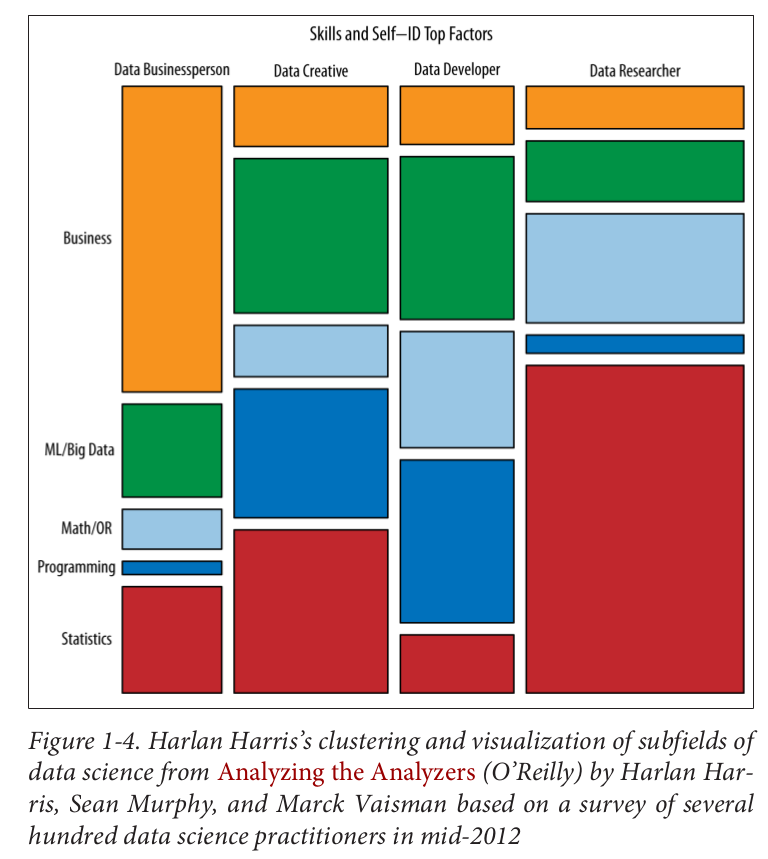 Skills and Self–ID Top Factors
Data Businessperson Data Creative Data Developer Data Researcher
Business
ML/Big Data
Math/OR
Programming
Statistics
Figure 1-4. Harlan Harris’s clustering and visualization of subfields of
data science from Analyzing the Analyzers (O’Reilly) by Harlan Har-
ris, Sean Murphy, and Marck Vaisman based on a survey of several
hundred data science practitioners in mid-2012